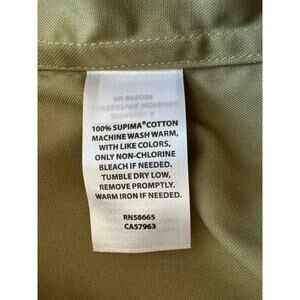 100% SUPIMA® COTTON
MACHINE WASH WARM,
WITH LIKE COLORS,
ONLY NON-CHLORINE
BLEACH IF NEEDED.
TUMBLE DRY LOW,
REMOVE PROMPTLY.
WARM IRON IF NEEDED.
RN58665
CA57963